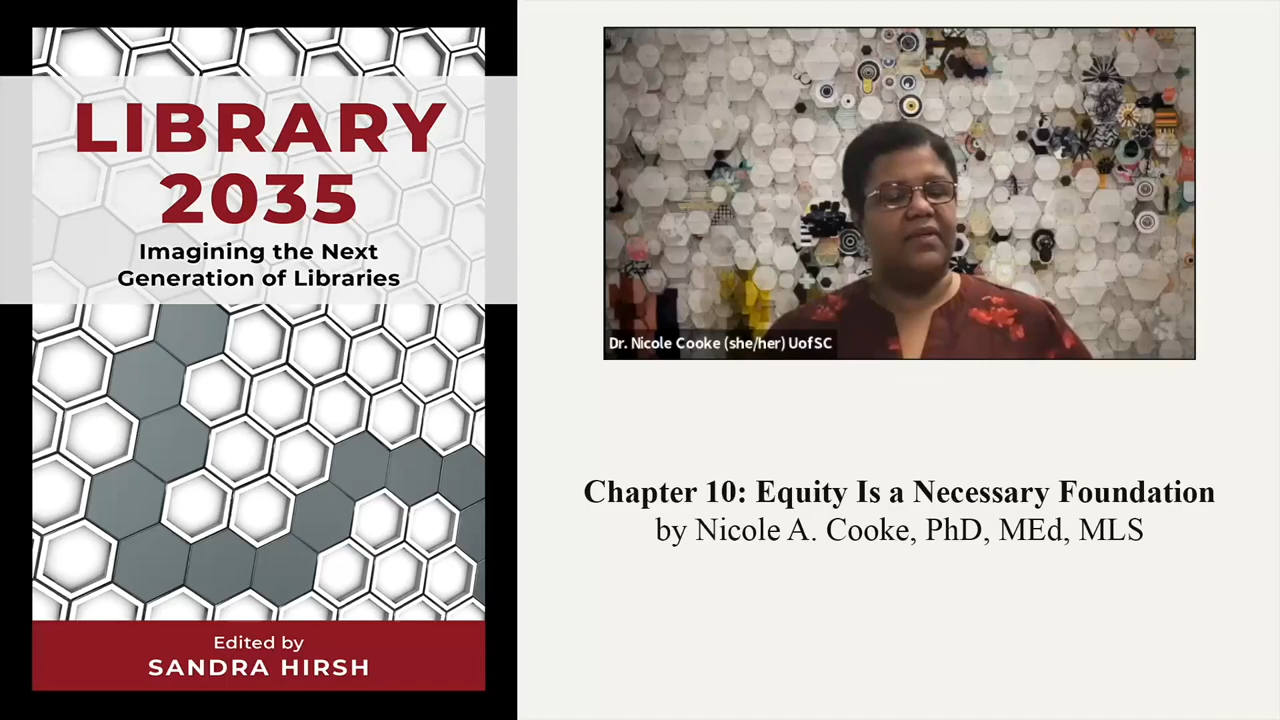 LIBRARY
2035
Imagining the Next
Generation of Libraries
Edited by
SANDRA HIRSH
Dr. Nicole Cooke (she/her) UofSC
Chapter 10: Equity Is a Necessary Foundation
by Nicole A. Cooke, PhD, MEd, MLS